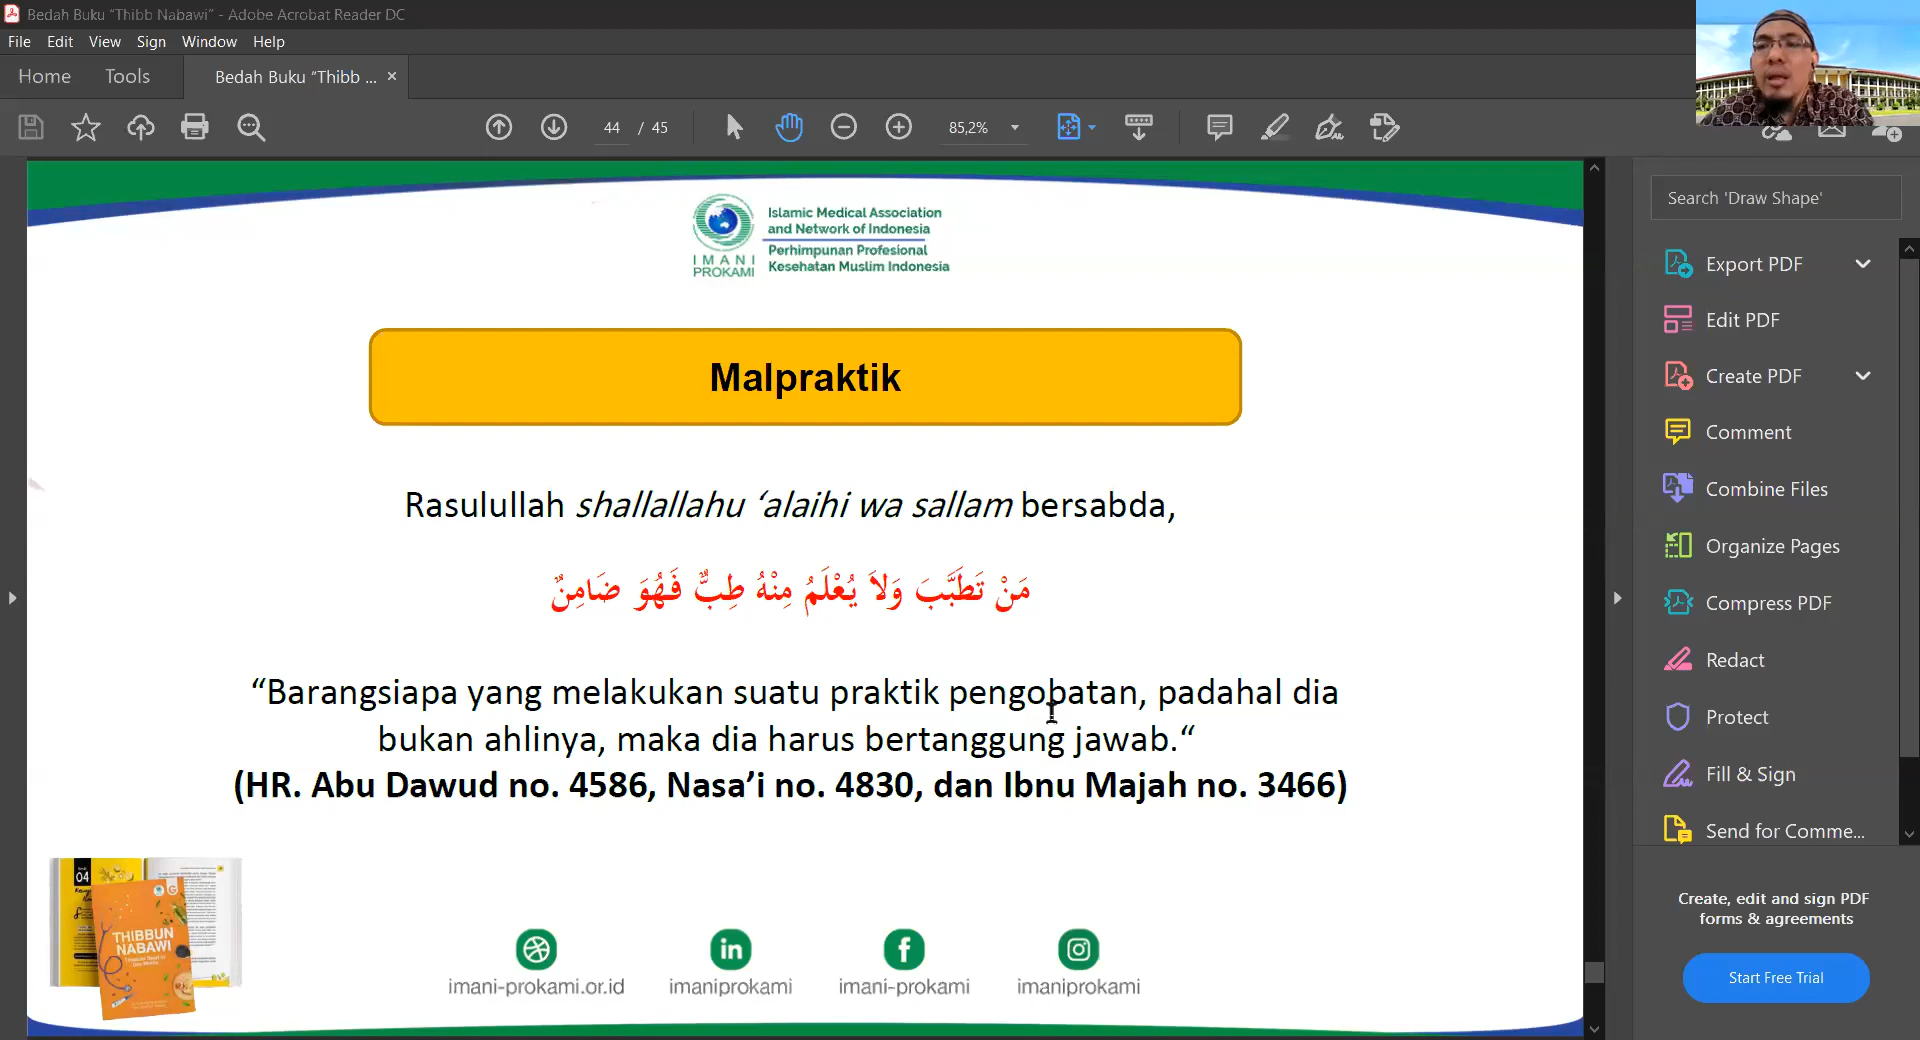 Bedah Buku “Thibb Nabawi” - Adobe Acrobat Reader DC
File Edit View Sign Window Help
Home Tools Bedah Buku “Thibb ... ×
44 / 45 85,2%
Islamic Medical Association
and Network of Indonesia
Perhimpunan Profesional
Kesehatan Muslim Indonesia
IMANI
PROKAMI
Malpraktik
Rasulullah shallallahu ‘alaihi wa sallam bersabda,
مَنْ تَطَبَّبَ وَلاَ يُعْلَمُ مِنْهُ طِبٌّ فَهُوَ ضَامِنٌ
“Barangsiapa yang melakukan suatu praktik pengobatan, padahal dia
bukan ahlinya, maka dia harus bertanggung jawab.“
(HR. Abu Dawud no. 4586, Nasa’i no. 4830, dan Ibnu Majah no. 3466)
04
THIBBUN
NABAWI
imani-prokami.or.id imaniprokami imani-prokami imaniprokami
Search 'Draw Shape'
Export PDF
Edit PDF
Create PDF
Comment
Combine Files
Organize Pages
Compress PDF
Redact
Protect
Fill & Sign
Send for Comme...
Create, edit and sign PDF
forms & agreements
Start Free Trial